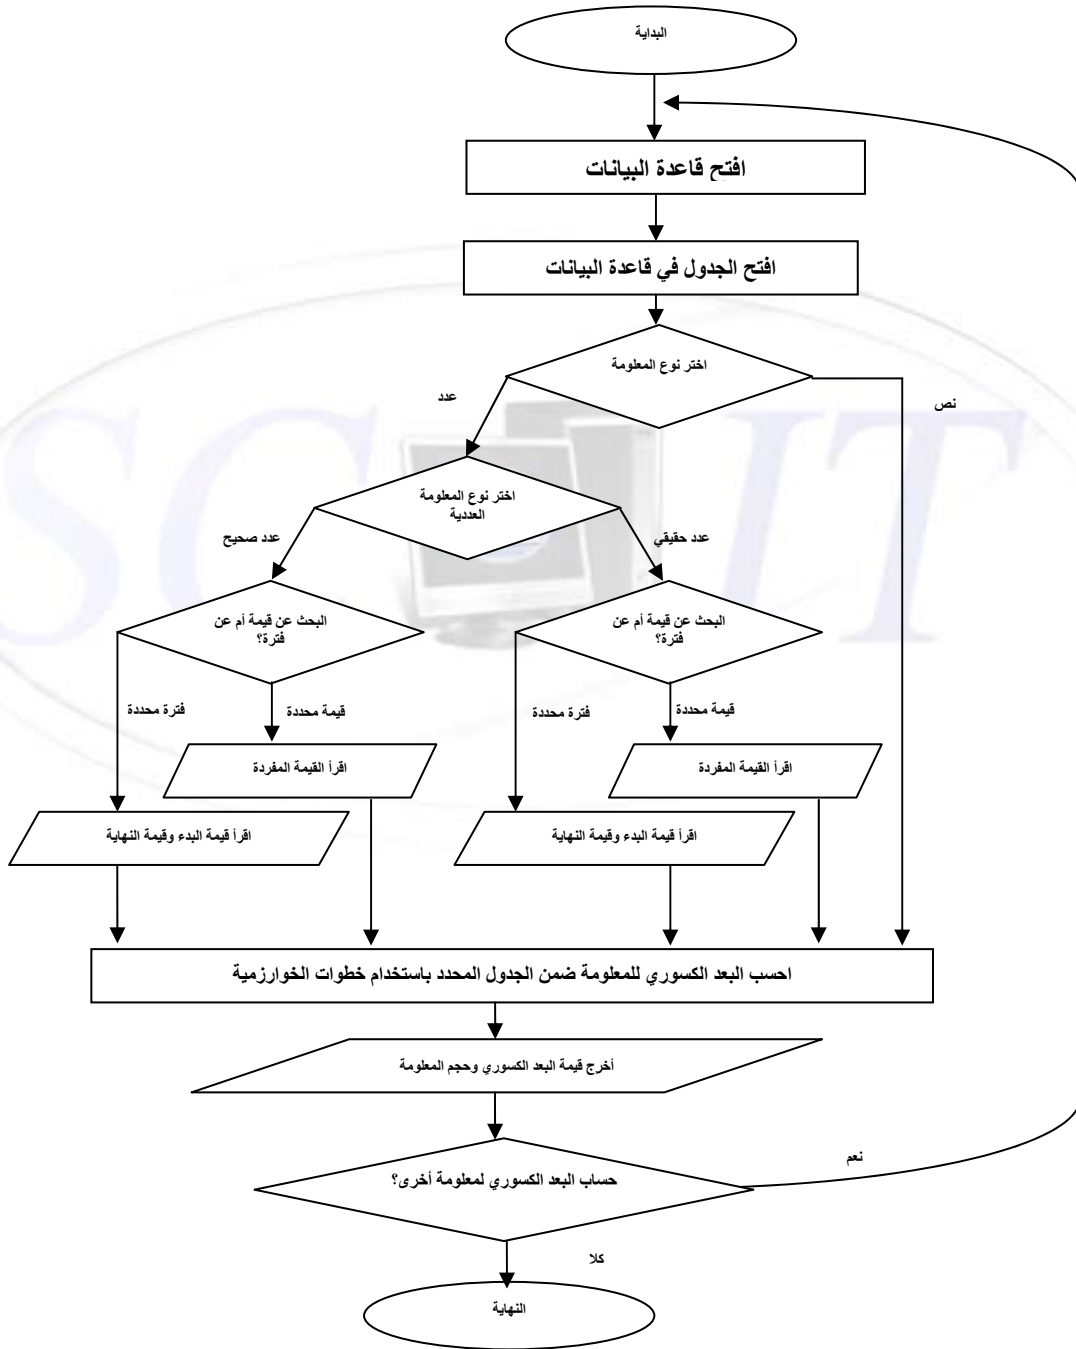 البداية
افتح قاعدة البيانات
افتح الجدول في قاعدة البيانات
اختر نوع المعلومة
عدد
نص
اختر نوع المعلومة
العددية
عدد صحيح
عدد حقيقي
البحث عن قيمة أم عن
فترة؟
البحث عن قيمة أم عن
فترة؟
فترة محددة
قيمة محددة
فترة محددة
قيمة محددة
اقرأ القيمة المفردة
اقرأ القيمة المفردة
اقرأ قيمة البدء وقيمة النهاية
اقرأ قيمة البدء وقيمة النهاية
احسب البعد الكسوري للمعلومة ضمن الجدول المحدد باستخدام خطوات الخوارزمية
أخرج قيمة البعد الكسوري وحجم المعلومة
حساب البعد الكسوري لمعلومة أخرى؟
نعم
كلا
النهاية
SC IT